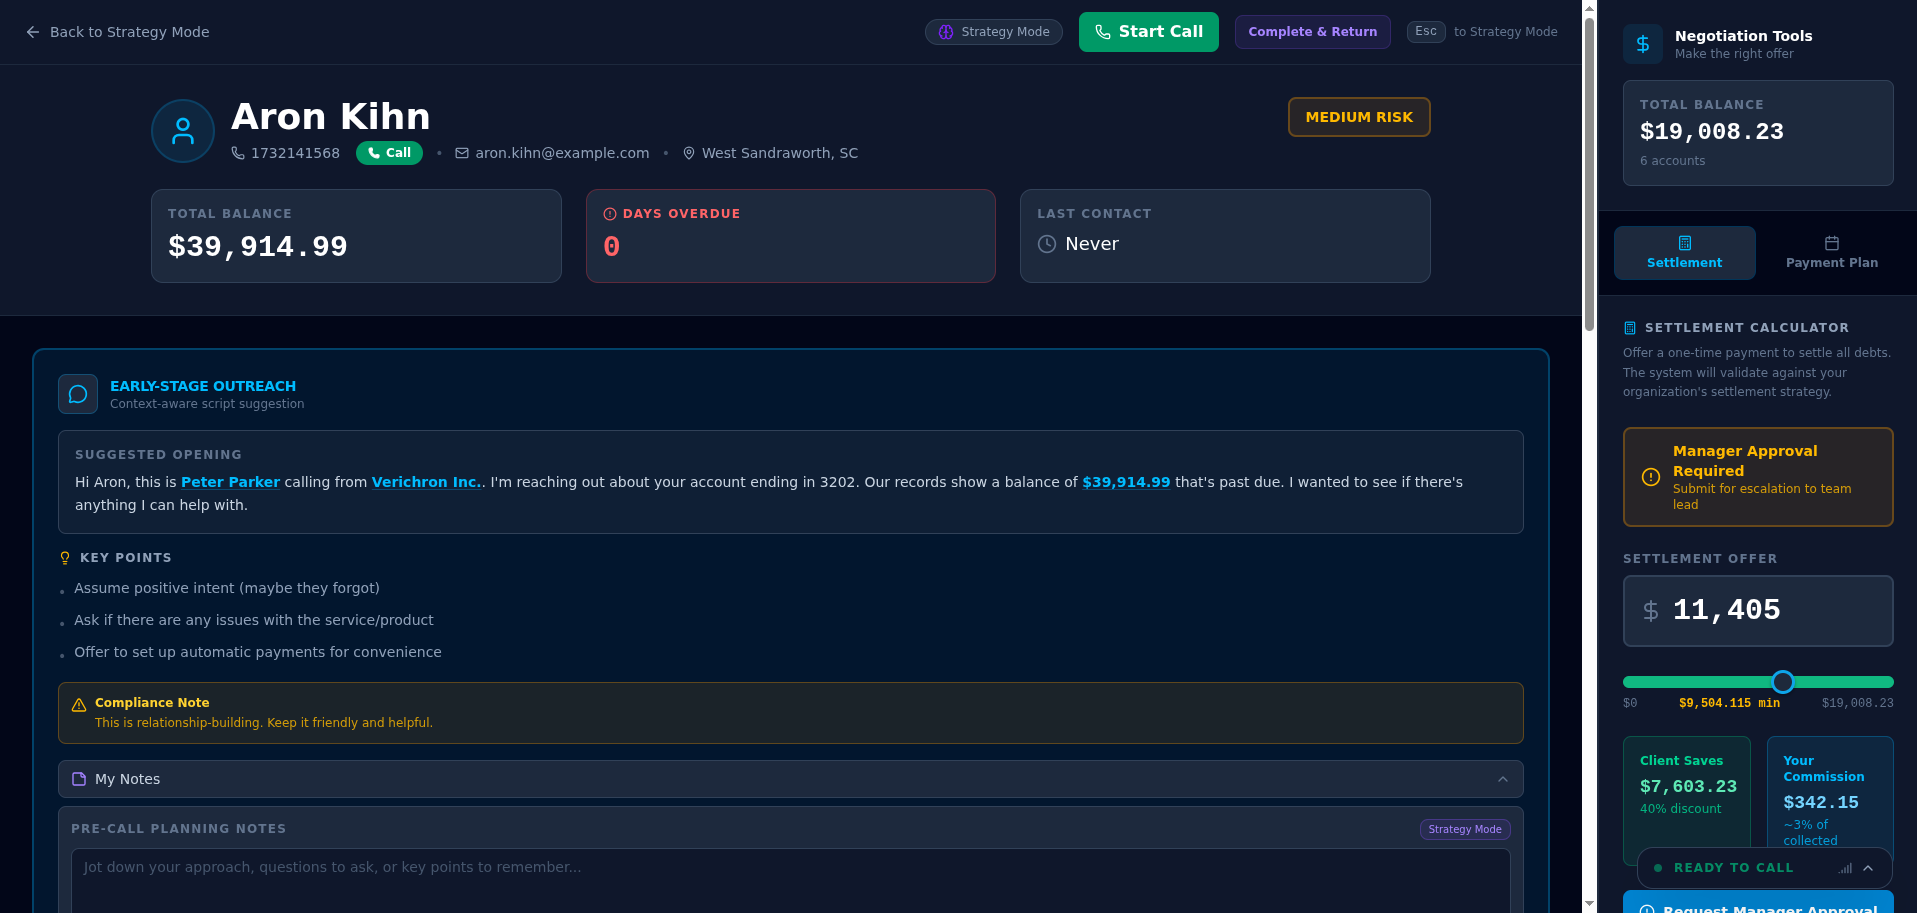 Back to Strategy Mode
Strategy Mode
Start Call
Complete & Return
Esc to Strategy Mode
Aron Kihn
MEDIUM RISK
1732141568 Call • aron.kihn@example.com • West Sandraworth, SC
TOTAL BALANCE
$39,914.99
DAYS OVERDUE
0
LAST CONTACT
Never
EARLY-STAGE OUTREACH
Context-aware script suggestion
SUGGESTED OPENING
Hi Aron, this is Peter Parker calling from Verichron Inc.. I'm reaching out about your account ending in 3202. Our records show a balance of $39,914.99 that's past due. I wanted to see if there's
anything I can help with.
KEY POINTS
• Assume positive intent (maybe they forgot)
• Ask if there are any issues with the service/product
• Offer to set up automatic payments for convenience
Compliance Note
This is relationship-building. Keep it friendly and helpful.
My Notes
PRE-CALL PLANNING NOTES
Strategy Mode
Jot down your approach, questions to ask, or key points to remember...
Negotiation Tools
Make the right offer
TOTAL BALANCE
$19,008.23
6 accounts
Settlement
Payment Plan
SETTLEMENT CALCULATOR
Offer a one-time payment to settle all debts.
The system will validate against your
organization's settlement strategy.
Manager Approval
Required
Submit for escalation to team
lead
SETTLEMENT OFFER
$ 11,405
$0 $9,504.115 min $19,008.23
Client Saves
$7,603.23
40% discount
Your
Commission
$342.15
~3% of
collected
READY TO CALL
Request Manager Approval